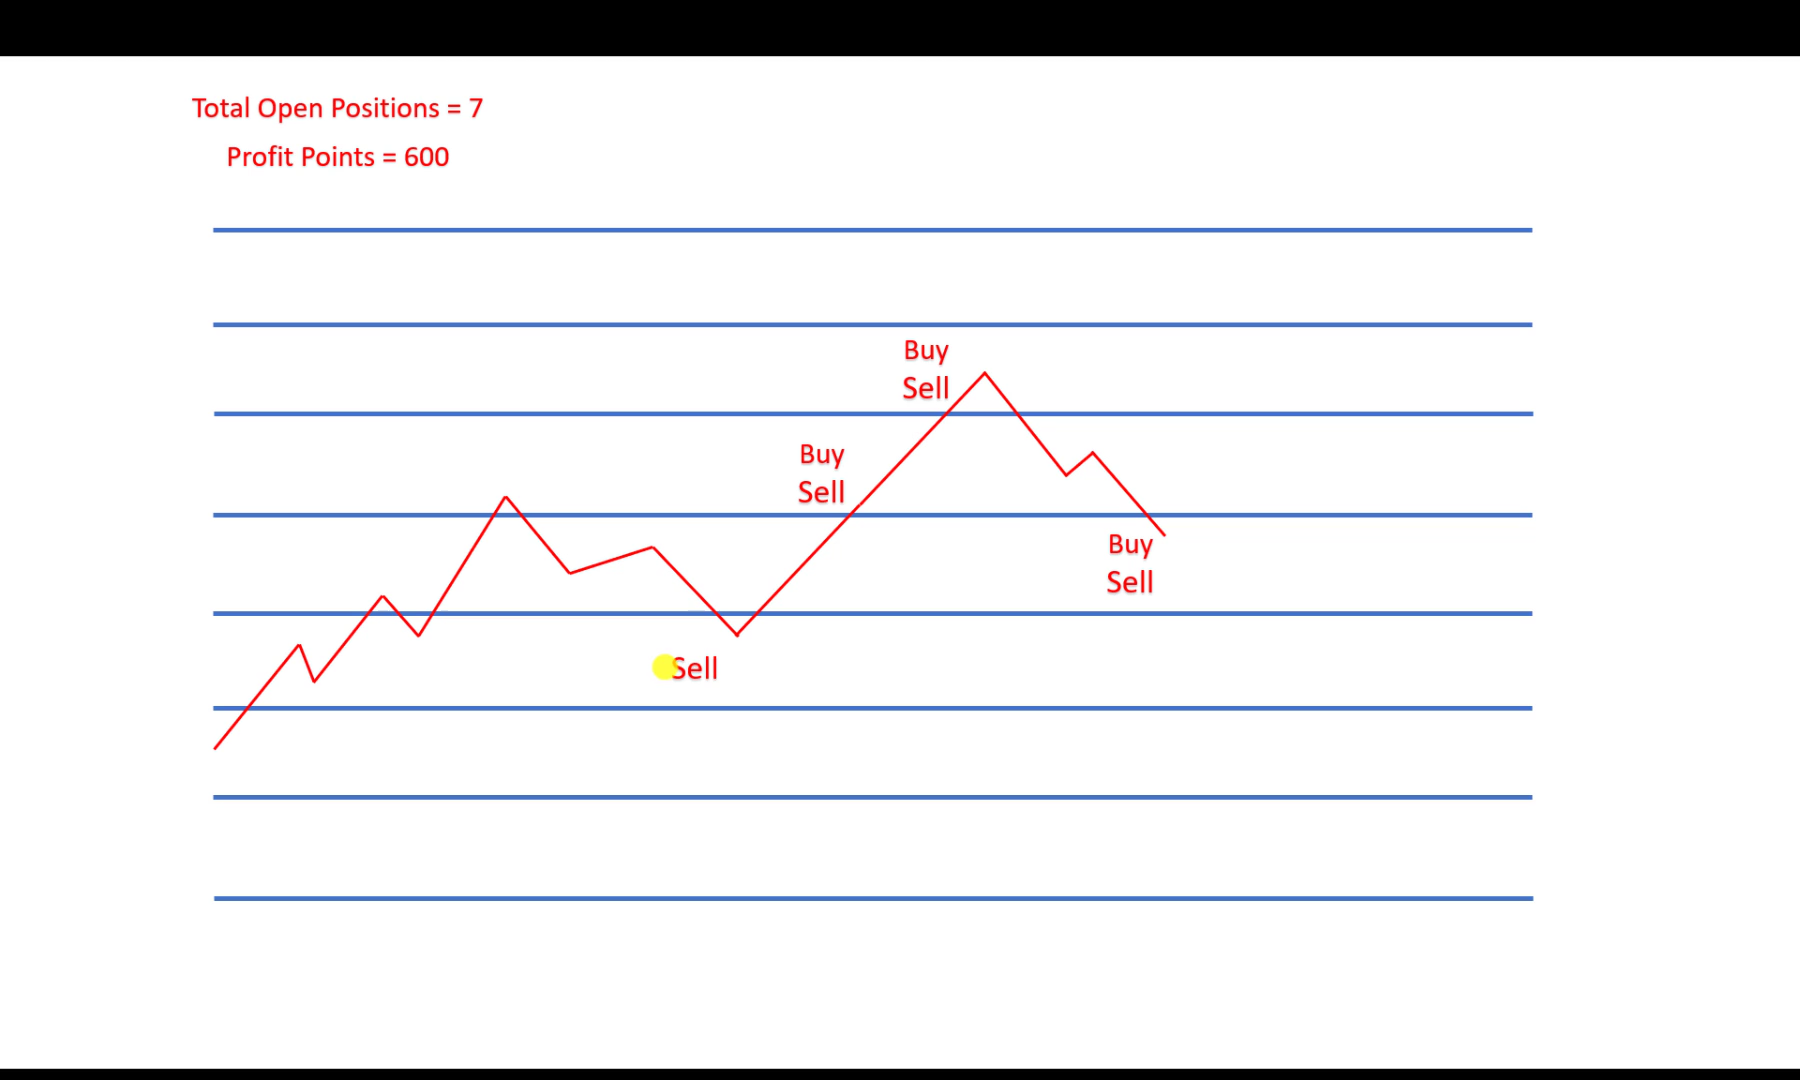 Total Open Positions = 7
Profit Points = 600
Buy
Sell
Buy
Sell
Buy
Sell
Sell